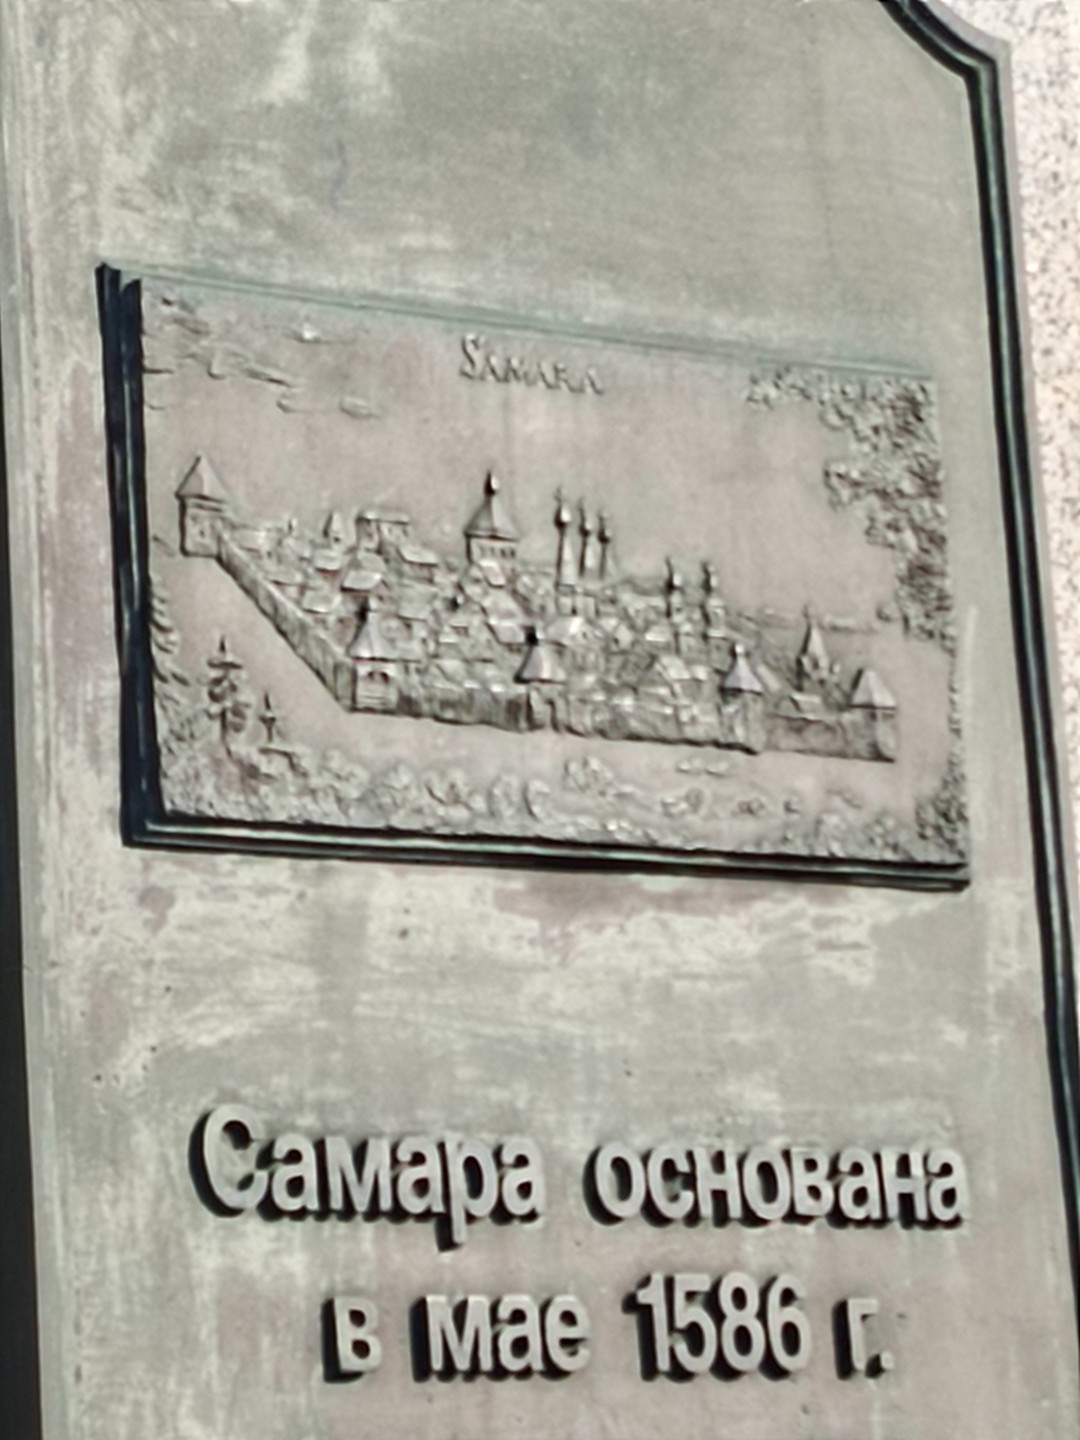 SAMARA
Самара основана
в мае 1586 г.